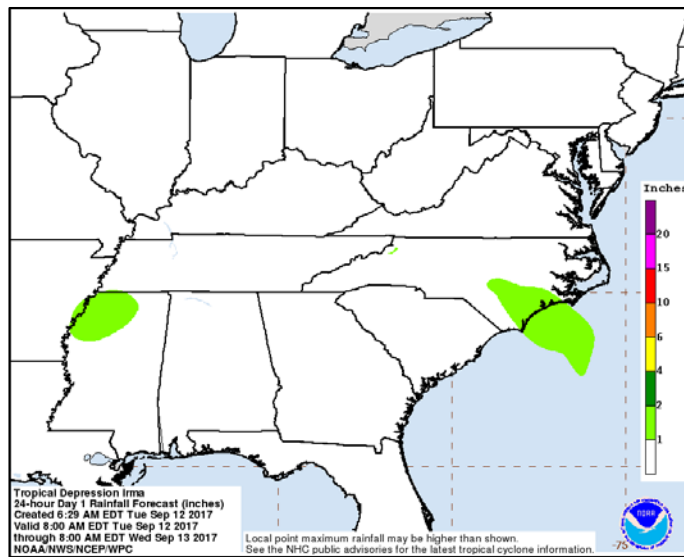 Inches
20
15
10
6
4
2
1
Tropical Depression Irma
24-hour Day 1 Rainfall Forecast (inches)
Created 6:29 AM EDT Tue Sep 12 2017
Valid 8:00 AM EDT Tue Sep 12 2017
through 8:00 AM EDT Wed Sep 13 2017
NOAA/NWS/NCEP/WPC
Local point maximum rainfall may be higher than shown.
See the NHC public advisories for the latest tropical cyclone information.
-75
NOAA